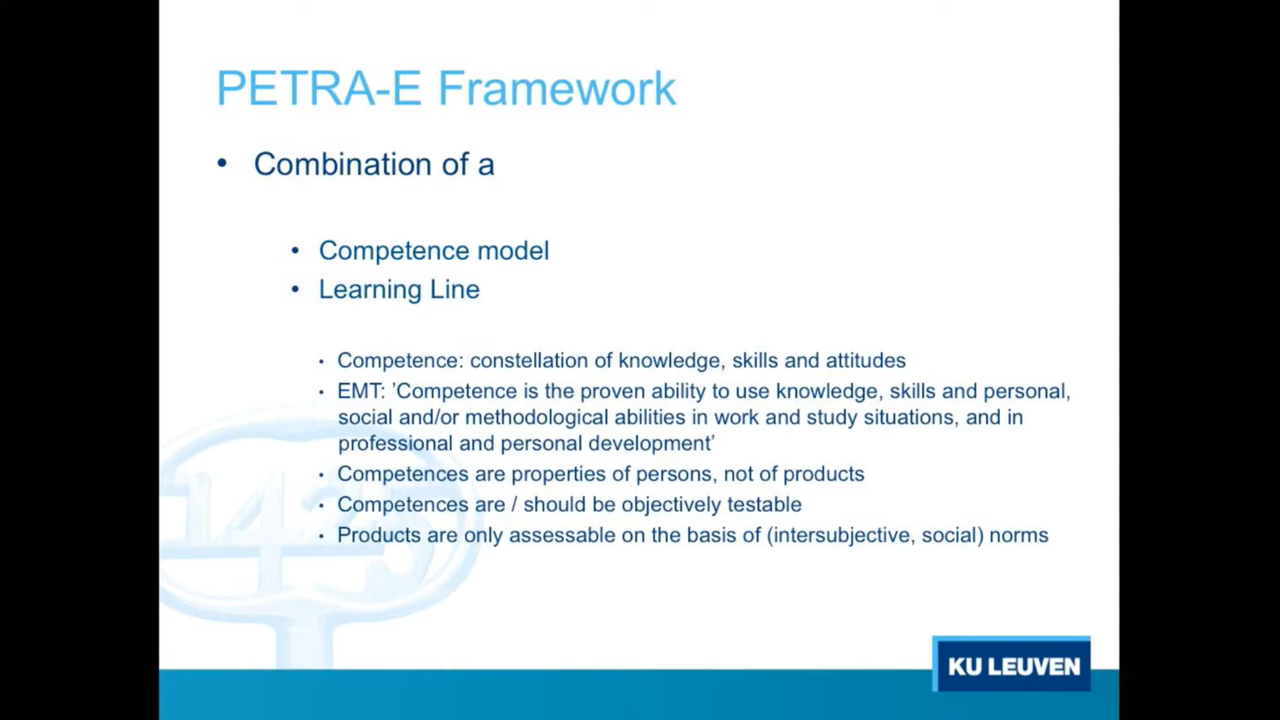 PETRA-E Framework
• Combination of a
• Competence model
• Learning Line
• Competence: constellation of knowledge, skills and attitudes
• EMT: ’Competence is the proven ability to use knowledge, skills and personal,
social and/or methodological abilities in work and study situations, and in
professional and personal development’
• Competences are properties of persons, not of products
• Competences are / should be objectively testable
• Products are only assessable on the basis of (intersubjective, social) norms
1425
KU LEUVEN